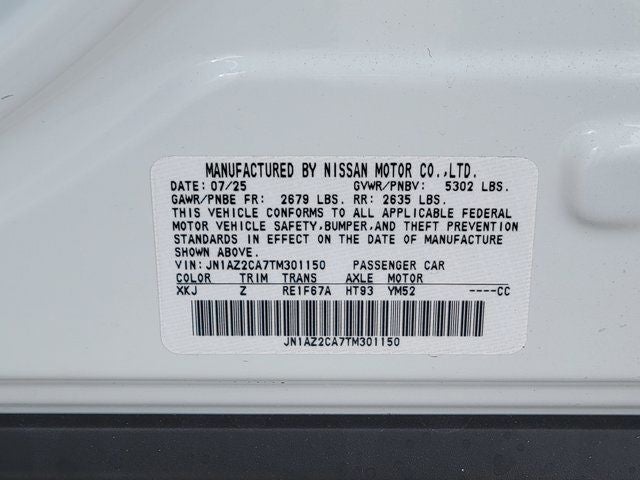 MANUFACTURED BY NISSAN MOTOR CO.,LTD.
DATE: 07/25 GVWR/PNBV: 5302 LBS.
GAWR/PNBE FR: 2679 LBS. RR: 2635 LBS.
THIS VEHICLE CONFORMS TO ALL APPLICABLE FEDERAL
MOTOR VEHICLE SAFETY, BUMPER, AND THEFT PREVENTION
STANDARDS IN EFFECT ON THE DATE OF MANUFACTURE
SHOWN ABOVE.
VIN: JN1AZ2CA7TM301150 PASSENGER CAR
COLOR TRIM TRANS AXLE MOTOR
XKJ Z RE1F67A HT93 YM52 ----CC
JN1AZ2CA7TM301150